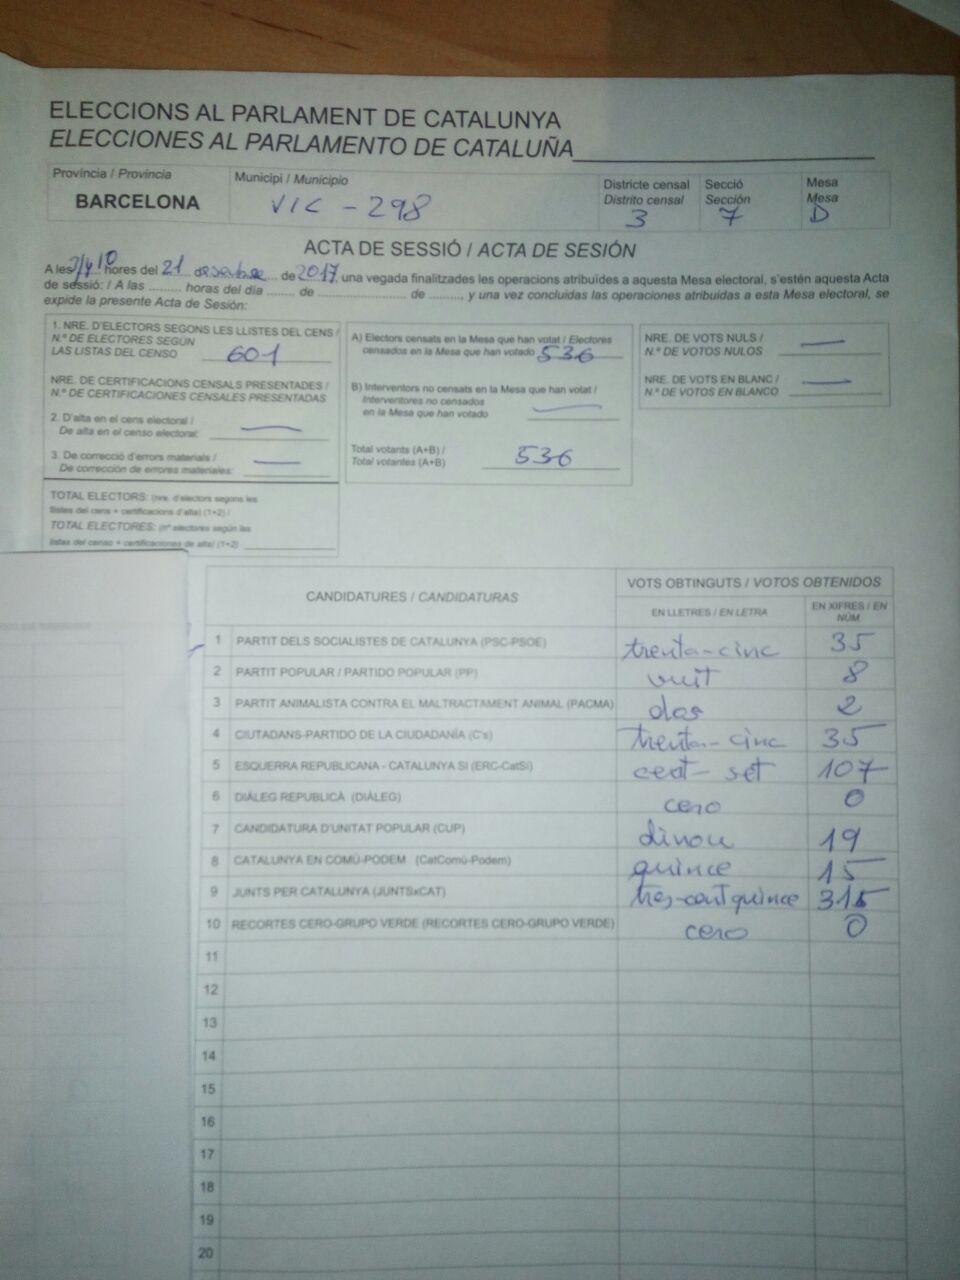 ELECCIONS AL PARLAMENT DE CATALUNYA
ELECCIONES AL PARLAMENTO DE CATALUÑA
Província / Provincia
BARCELONA
Municipi / Municipio
VIC - 298
Districte censal
Distrito censal
3
Secció
Sección
7
Mesa
Mesa
D
ACTA DE SESSIÓ / ACTA DE SESIÓN
A les hores del 21 de 2017, una vegada finalitzades les operacions atribuïdes a aquesta Mesa electoral, s'estén aquesta Acta
de sessió: / A las ......... horas del día ....... de ...................... de ........., y una vez concluidas las operaciones atribuidas a esta Mesa electoral, se
expide la presente Acta de Sesión:
1. NRE. D'ELECTORS SEGONS LES LLISTES DEL CENS /
N.º DE ELECTORES SEGÚN
LAS LISTAS DEL CENSO 601
NRE. DE CERTIFICACIONS CENSALS PRESENTADES /
N.º DE CERTIFICACIONES CENSALES PRESENTADAS
2. D'alta en el cens electoral /
De alta en el censo electoral: —
3. De correcció d'errors materials /
De corrección de errores materiales: —
TOTAL ELECTORS: (nre. d'electors segons les
llistes del cens + certificacions d'alta) (1+2) /
TOTAL ELECTORES: (nº electores según las
listas del censo + certificaciones de alta) (1+2)
A) Electors censats en la Mesa que han votat / Electores
censados en la Mesa que han votado 536
B) Interventors no censats en la Mesa que han votat /
Interventores no censados
en la Mesa que han votado —
Total votants (A+B) /
Total votantes (A+B) 536
NRE. DE VOTS NULS /
N.º DE VOTOS NULOS —
NRE. DE VOTS EN BLANC /
N.º DE VOTOS EN BLANCO —
CANDIDATURES / CANDIDATURAS
VOTS OBTINGUTS / VOTOS OBTENIDOS
EN LLETRES / EN LETRA
EN XIFRES / EN
NÚM.
1 PARTIT DELS SOCIALISTES DE CATALUNYA (PSC-PSOE) trenta-cinc 35
2 PARTIT POPULAR / PARTIDO POPULAR (PP) vuit 8
3 PARTIT ANIMALISTA CONTRA EL MALTRACTAMENT ANIMAL (PACMA) dos 2
4 CIUTADANS-PARTIDO DE LA CIUDADANÍA (C's) trenta-cinc 35
5 ESQUERRA REPUBLICANA - CATALUNYA SÍ (ERC-CatSí) cent-set 107
6 DIÀLEG REPUBLICÀ (DIÀLEG) cero 0
7 CANDIDATURA D'UNITAT POPULAR (CUP) dinou 19
8 CATALUNYA EN COMÚ-PODEM (CatComú-Podem) quince 15
9 JUNTS PER CATALUNYA (JUNTSxCAT) tres-cent quince 315
10 RECORTES CERO-GRUPO VERDE (RECORTES CERO-GRUPO VERDE) cero 0
11
12
13
14
15
16
17
18
19
20